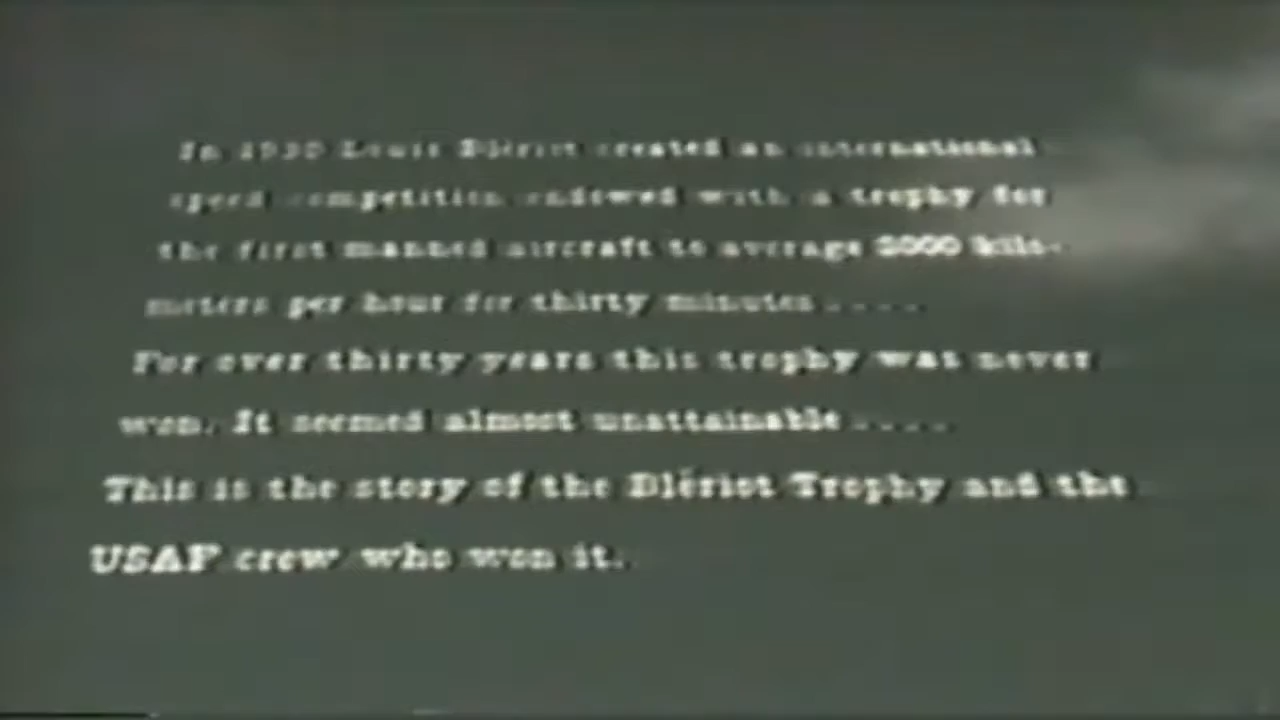 In 1930 Louis Blériot created an international
speed competition endowed with a trophy for
the first manned aircraft to average 2000 kilo-
meters per hour for thirty minutes.....
For over thirty years this trophy was never
won. It seemed almost unattainable.....
This is the story of the Blériot Trophy and the
USAF crew who won it.